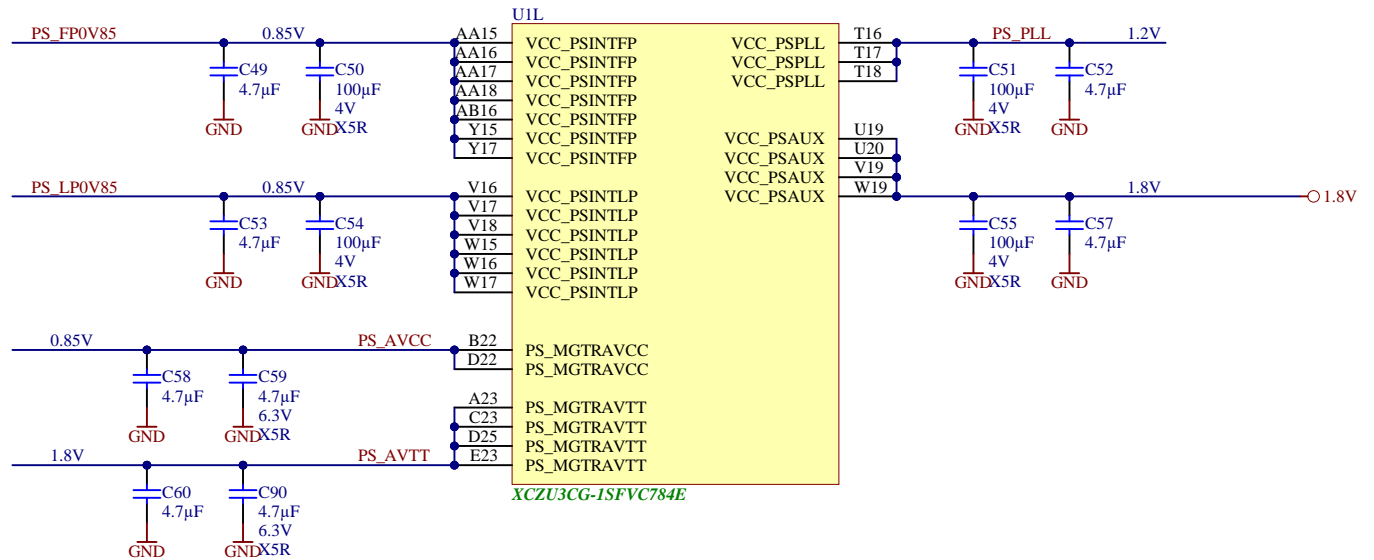 U1L
PS_FP0V85 0.85V
C49
4.7µF
GND
C50
100µF
4V
X5R
GND
AA15 VCC_PSINTFP
AA16 VCC_PSINTFP
AA17 VCC_PSINTFP
AA18 VCC_PSINTFP
AB16 VCC_PSINTFP
Y15 VCC_PSINTFP
Y17 VCC_PSINTFP
VCC_PSPLL T16
VCC_PSPLL T17
VCC_PSPLL T18
PS_PLL 1.2V
C51
100µF
4V
X5R
GND
C52
4.7µF
GND
VCC_PSAUX U19
VCC_PSAUX U20
VCC_PSAUX V19
VCC_PSAUX W19
1.8V
1.8V
C55
100µF
4V
X5R
GND
C57
4.7µF
GND
PS_LP0V85 0.85V
C53
4.7µF
GND
C54
100µF
4V
X5R
GND
V16 VCC_PSINTLP
V17 VCC_PSINTLP
V18 VCC_PSINTLP
W15 VCC_PSINTLP
W16 VCC_PSINTLP
W17 VCC_PSINTLP
0.85V PS_AVCC
C58
4.7µF
GND
C59
4.7µF
6.3V
X5R
GND
B22 PS_MGTRAVCC
D22 PS_MGTRAVCC
A23 PS_MGTRAVTT
C23 PS_MGTRAVTT
D25 PS_MGTRAVTT
E23 PS_MGTRAVTT
1.8V PS_AVTT
C60
4.7µF
GND
C90
4.7µF
6.3V
X5R
GND
XCZU3CG-1SFVC784E